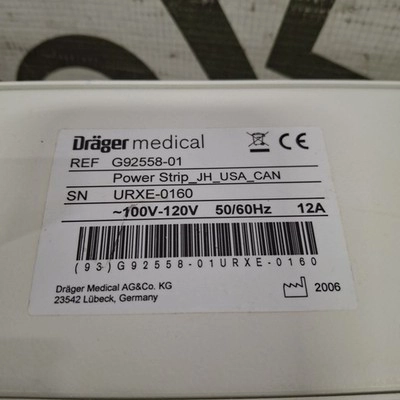 Dräger medical
REF G92558-01
Power Strip_JH_USA_CAN
SN URXE-0160
~100V-120V 50/60Hz 12A
(93)G92558-01URXE-0160
Dräger Medical AG&Co. KG
23542 Lübeck, Germany
2006